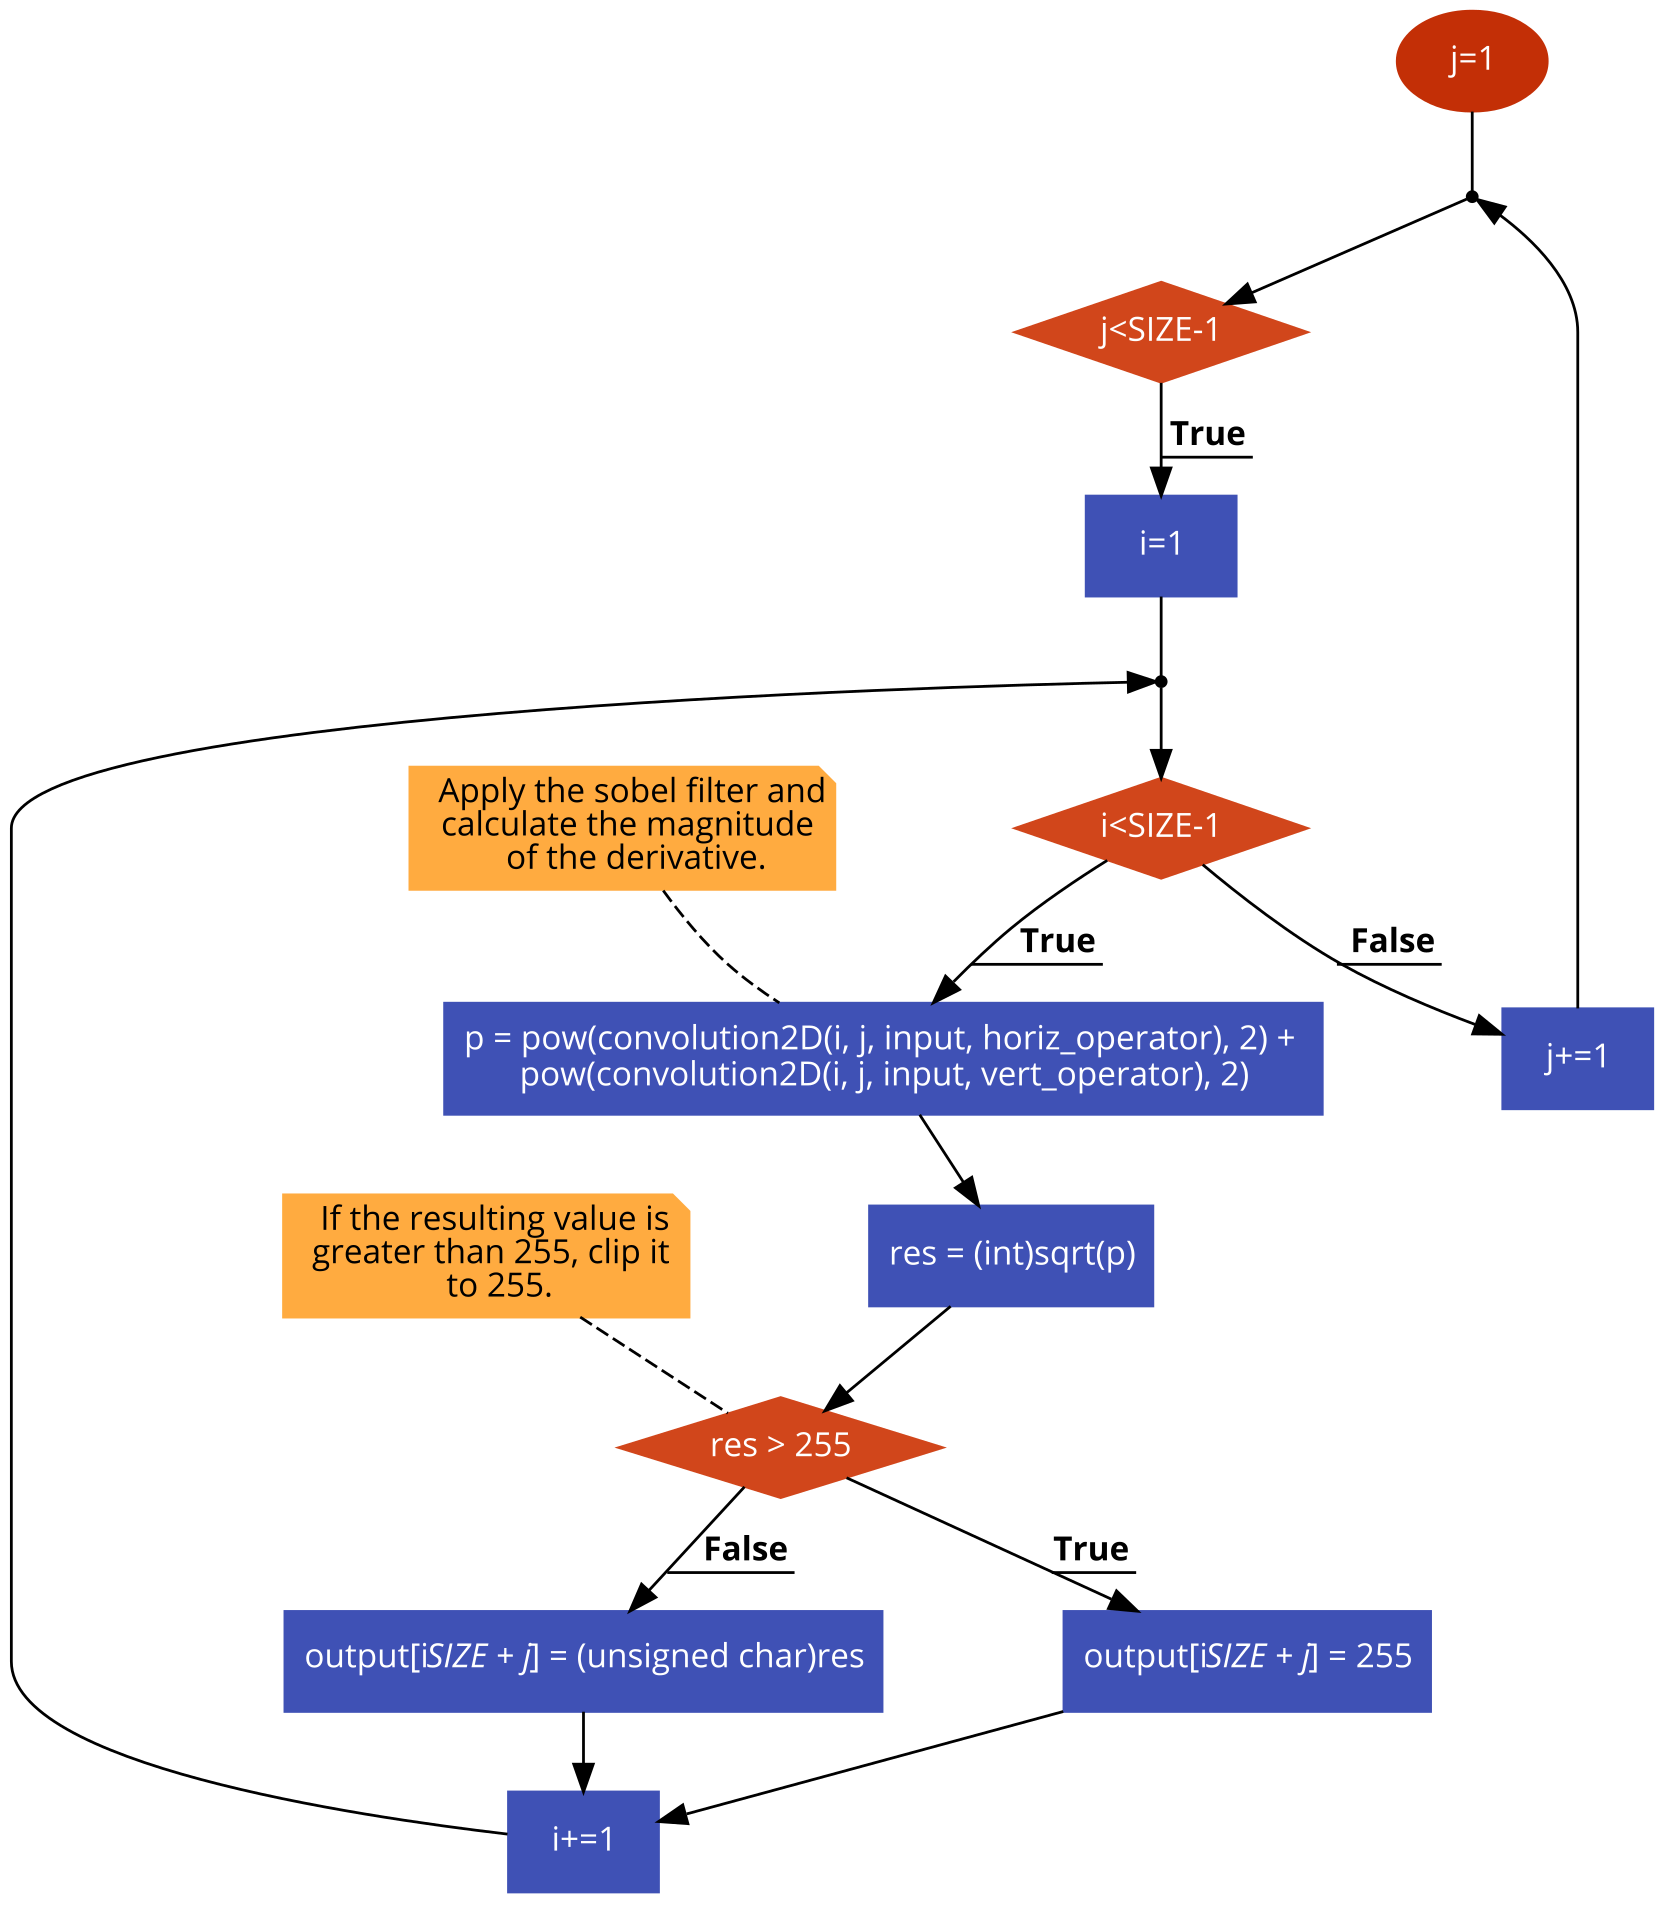 j=1
j<SIZE-1
True
i=1
Apply the sobel filter and
calculate the magnitude
of the derivative.
i<SIZE-1
True
False
p = pow(convolution2D(i, j, input, horiz_operator), 2) +
pow(convolution2D(i, j, input, vert_operator), 2)
j+=1
If the resulting value is
greater than 255, clip it
to 255.
res = (int)sqrt(p)
res > 255
False
True
output[iSIZE + j] = (unsigned char)res
output[iSIZE + j] = 255
i+=1